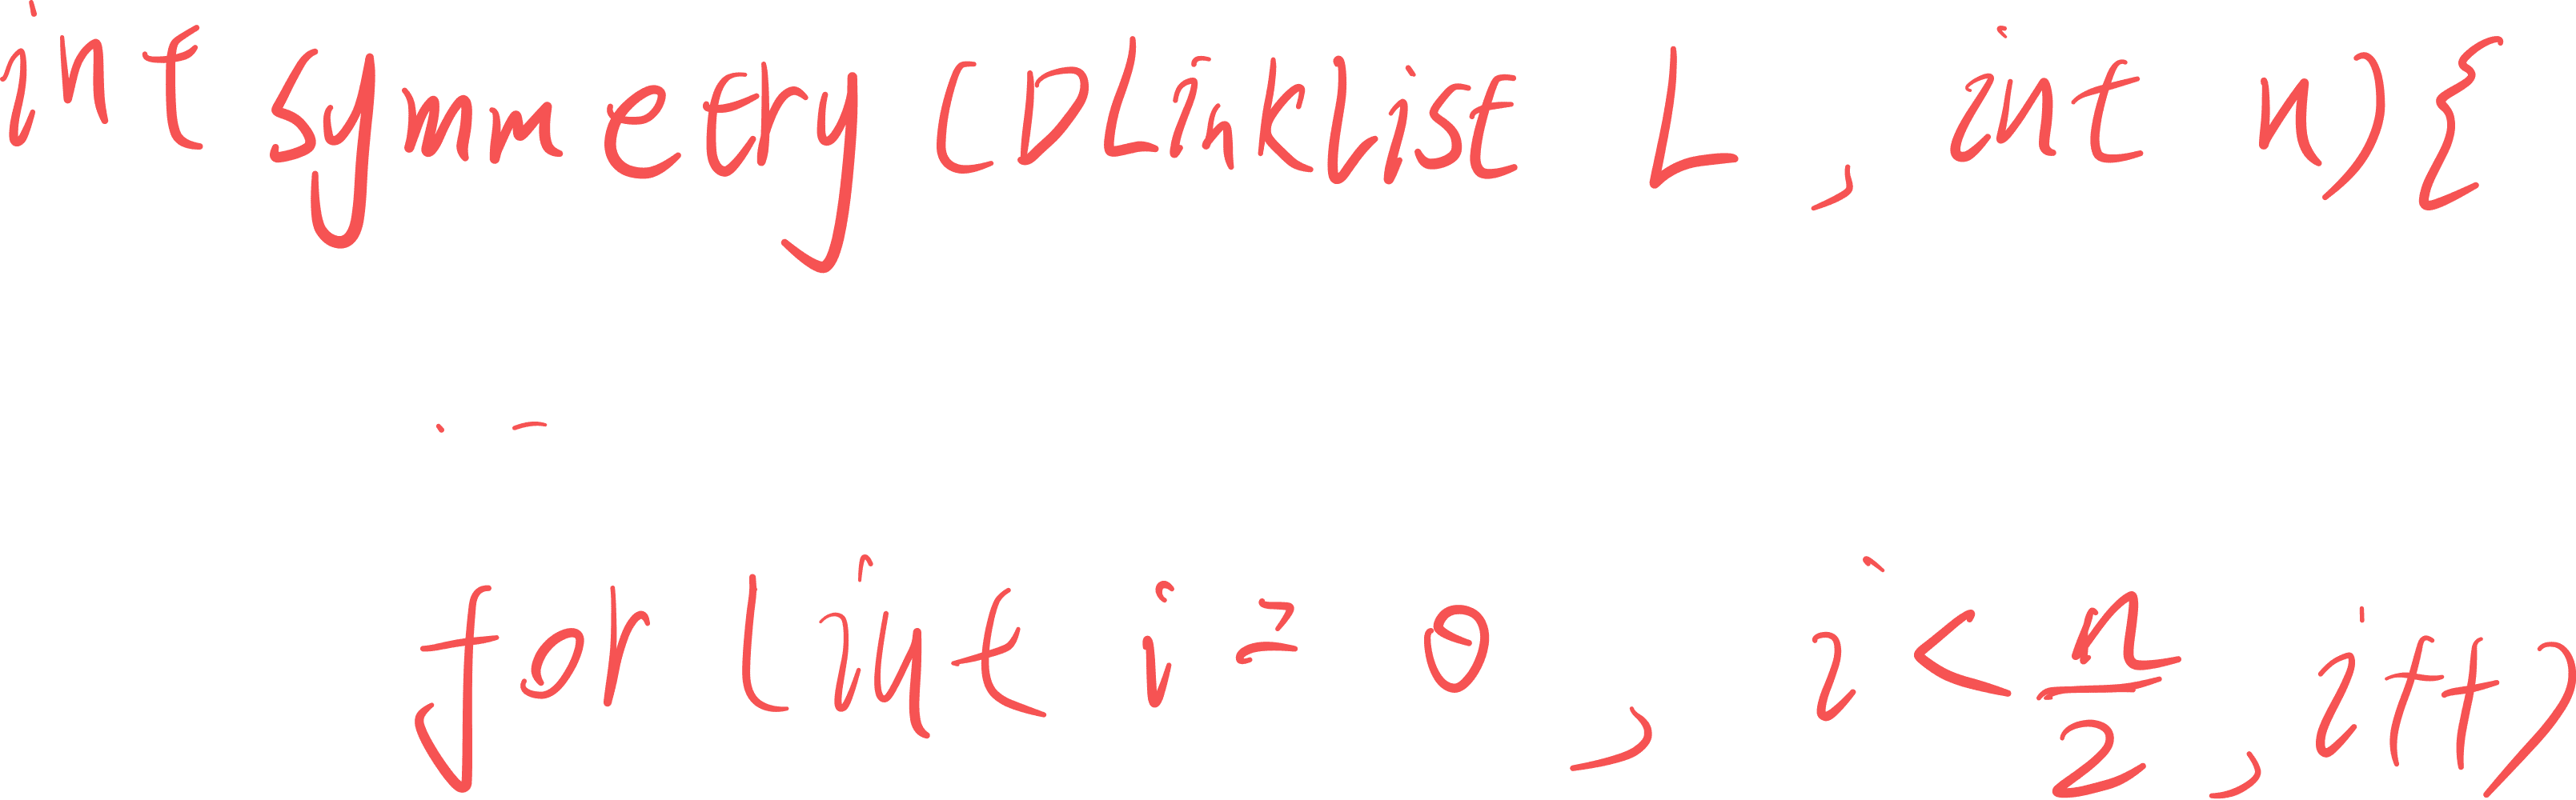 int symmetry (DLinkList L , int n){
for (int i = 0 , i < n/2 , i++)